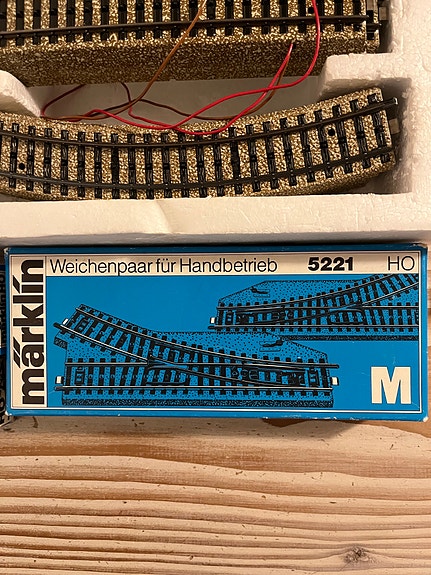 märklin
Weichenpaar für Handbetrieb 5221 HO
M